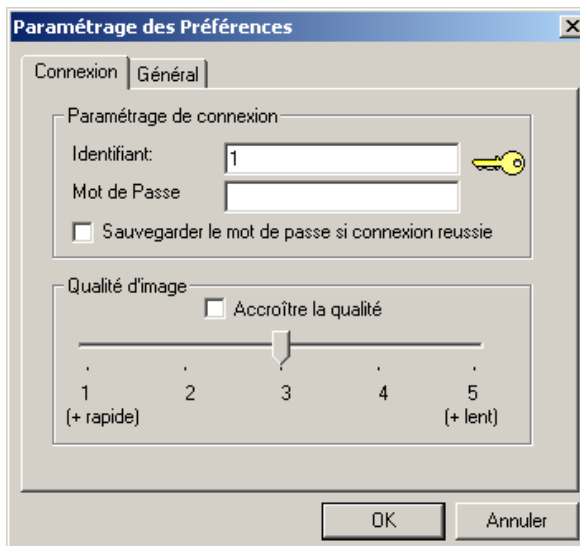 Paramétrage des Préférences
Connexion Général
Paramétrage de connexion
Identifiant: 1
Mot de Passe
Sauvegarder le mot de passe si connexion reussie
Qualité d'image
Accroître la qualité
1 2 3 4 5
(+ rapide) (+ lent)
OK Annuler